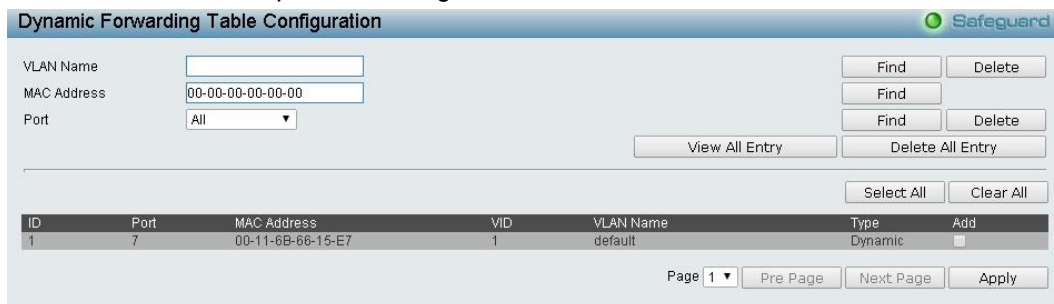 Dynamic Forwarding Table Configuration Safeguard
VLAN Name Find Delete
MAC Address 00-00-00-00-00-00 Find
Port All Find Delete
View All Entry Delete All Entry
Select All Clear All
ID Port MAC Address VID VLAN Name Type Add
1 7 00-11-6B-66-15-E7 1 default Dynamic
Page 1 Pre Page Next Page Apply